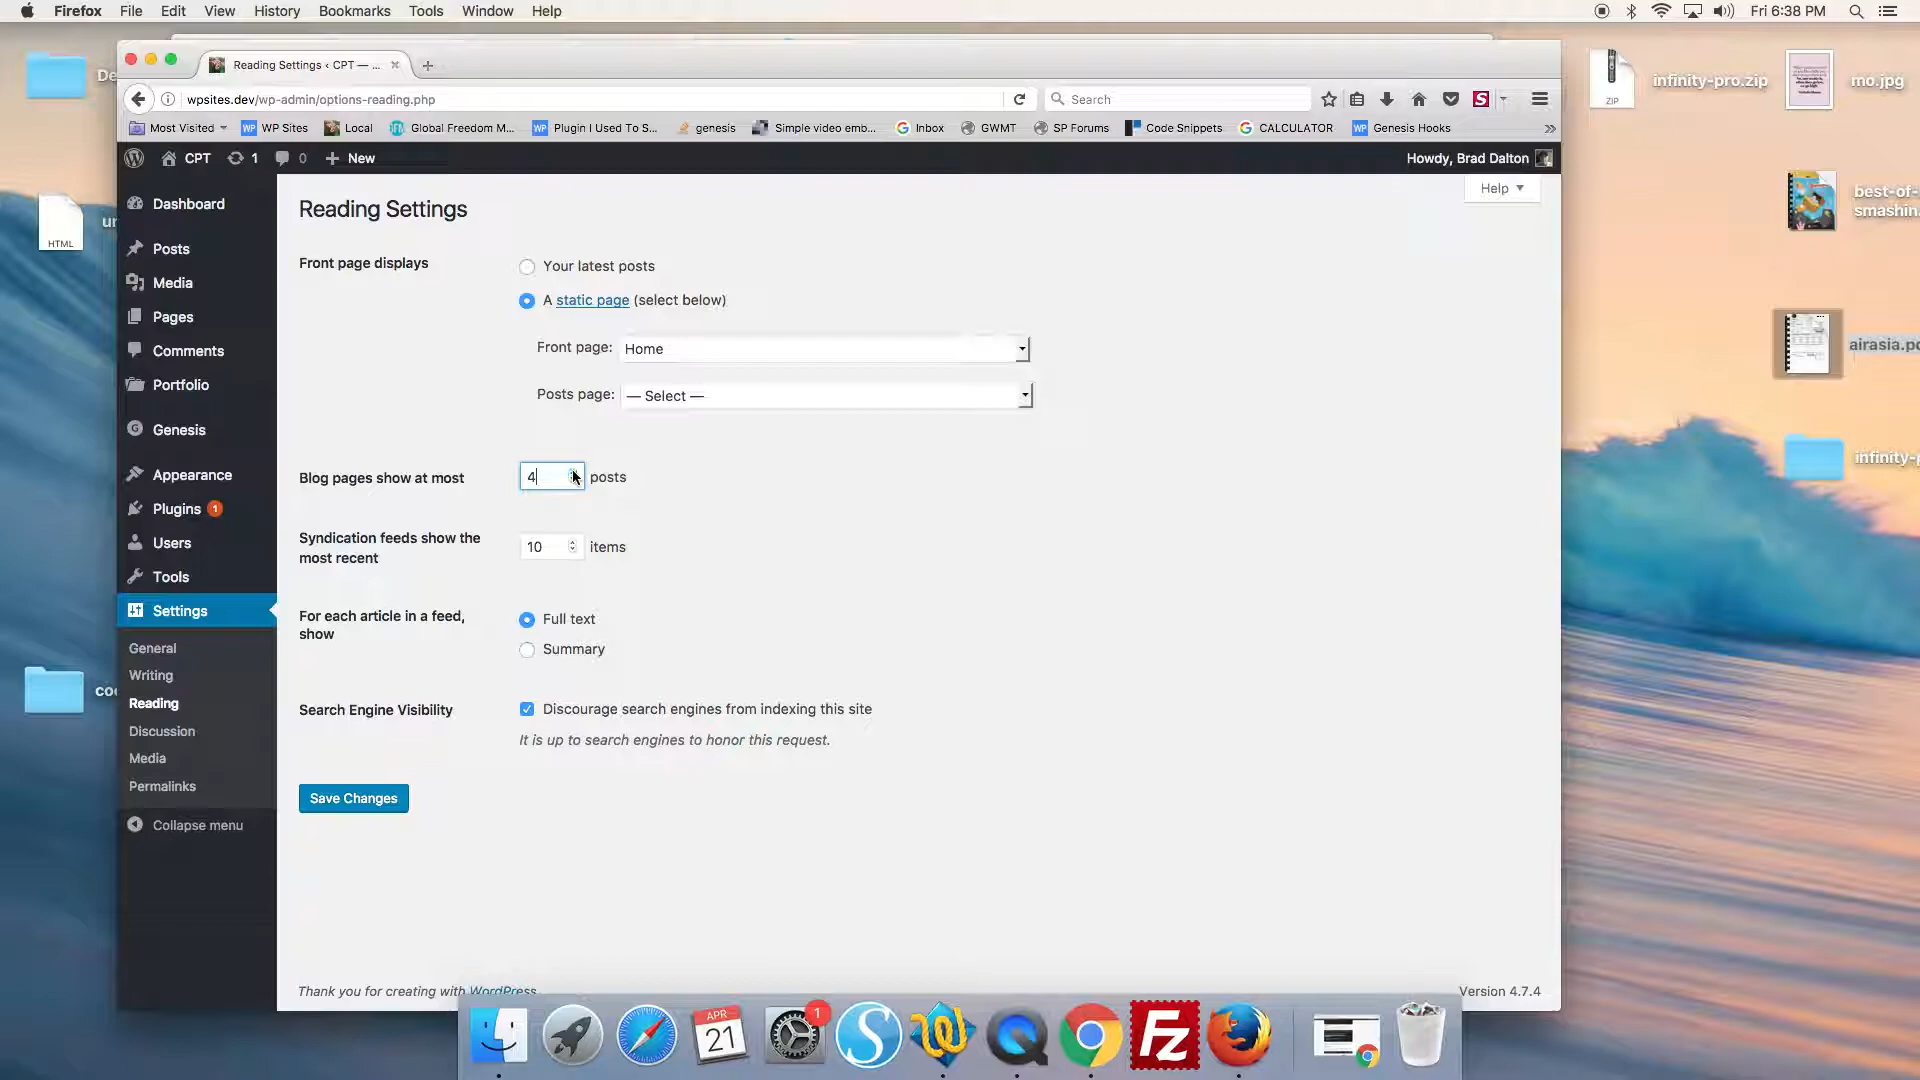 Firefox File Edit View History Bookmarks Tools Window Help Fri 6:38 PM
Reading Settings ‹ CPT — ...
wpsites.dev/wp-admin/options-reading.php
Search
Most Visited WP Sites Local Global Freedom M... Plugin I Used To S... genesis Simple video emb... Inbox GWMT SP Forums Code Snippets CALCULATOR Genesis Hooks
CPT 1 0 New
Howdy, Brad Dalton
Help
Dashboard
Posts
Media
Pages
Comments
Portfolio
Genesis
Appearance
Plugins 1
Users
Tools
Settings
General
Writing
Reading
Discussion
Media
Permalinks
Collapse menu
Reading Settings
Front page displays
Your latest posts
A static page (select below)
Front page: Home
Posts page: — Select —
Blog pages show at most 4 posts
Syndication feeds show the
most recent
10 items
For each article in a feed,
show
Full text
Summary
Search Engine Visibility
Discourage search engines from indexing this site
It is up to search engines to honor this request.
Save Changes
Thank you for creating with WordPress
Version 4.7.4
HTML
ZIP
infinity-pro.zip
mo.jpg
best-of-
smashin
APR
21
1
Fz